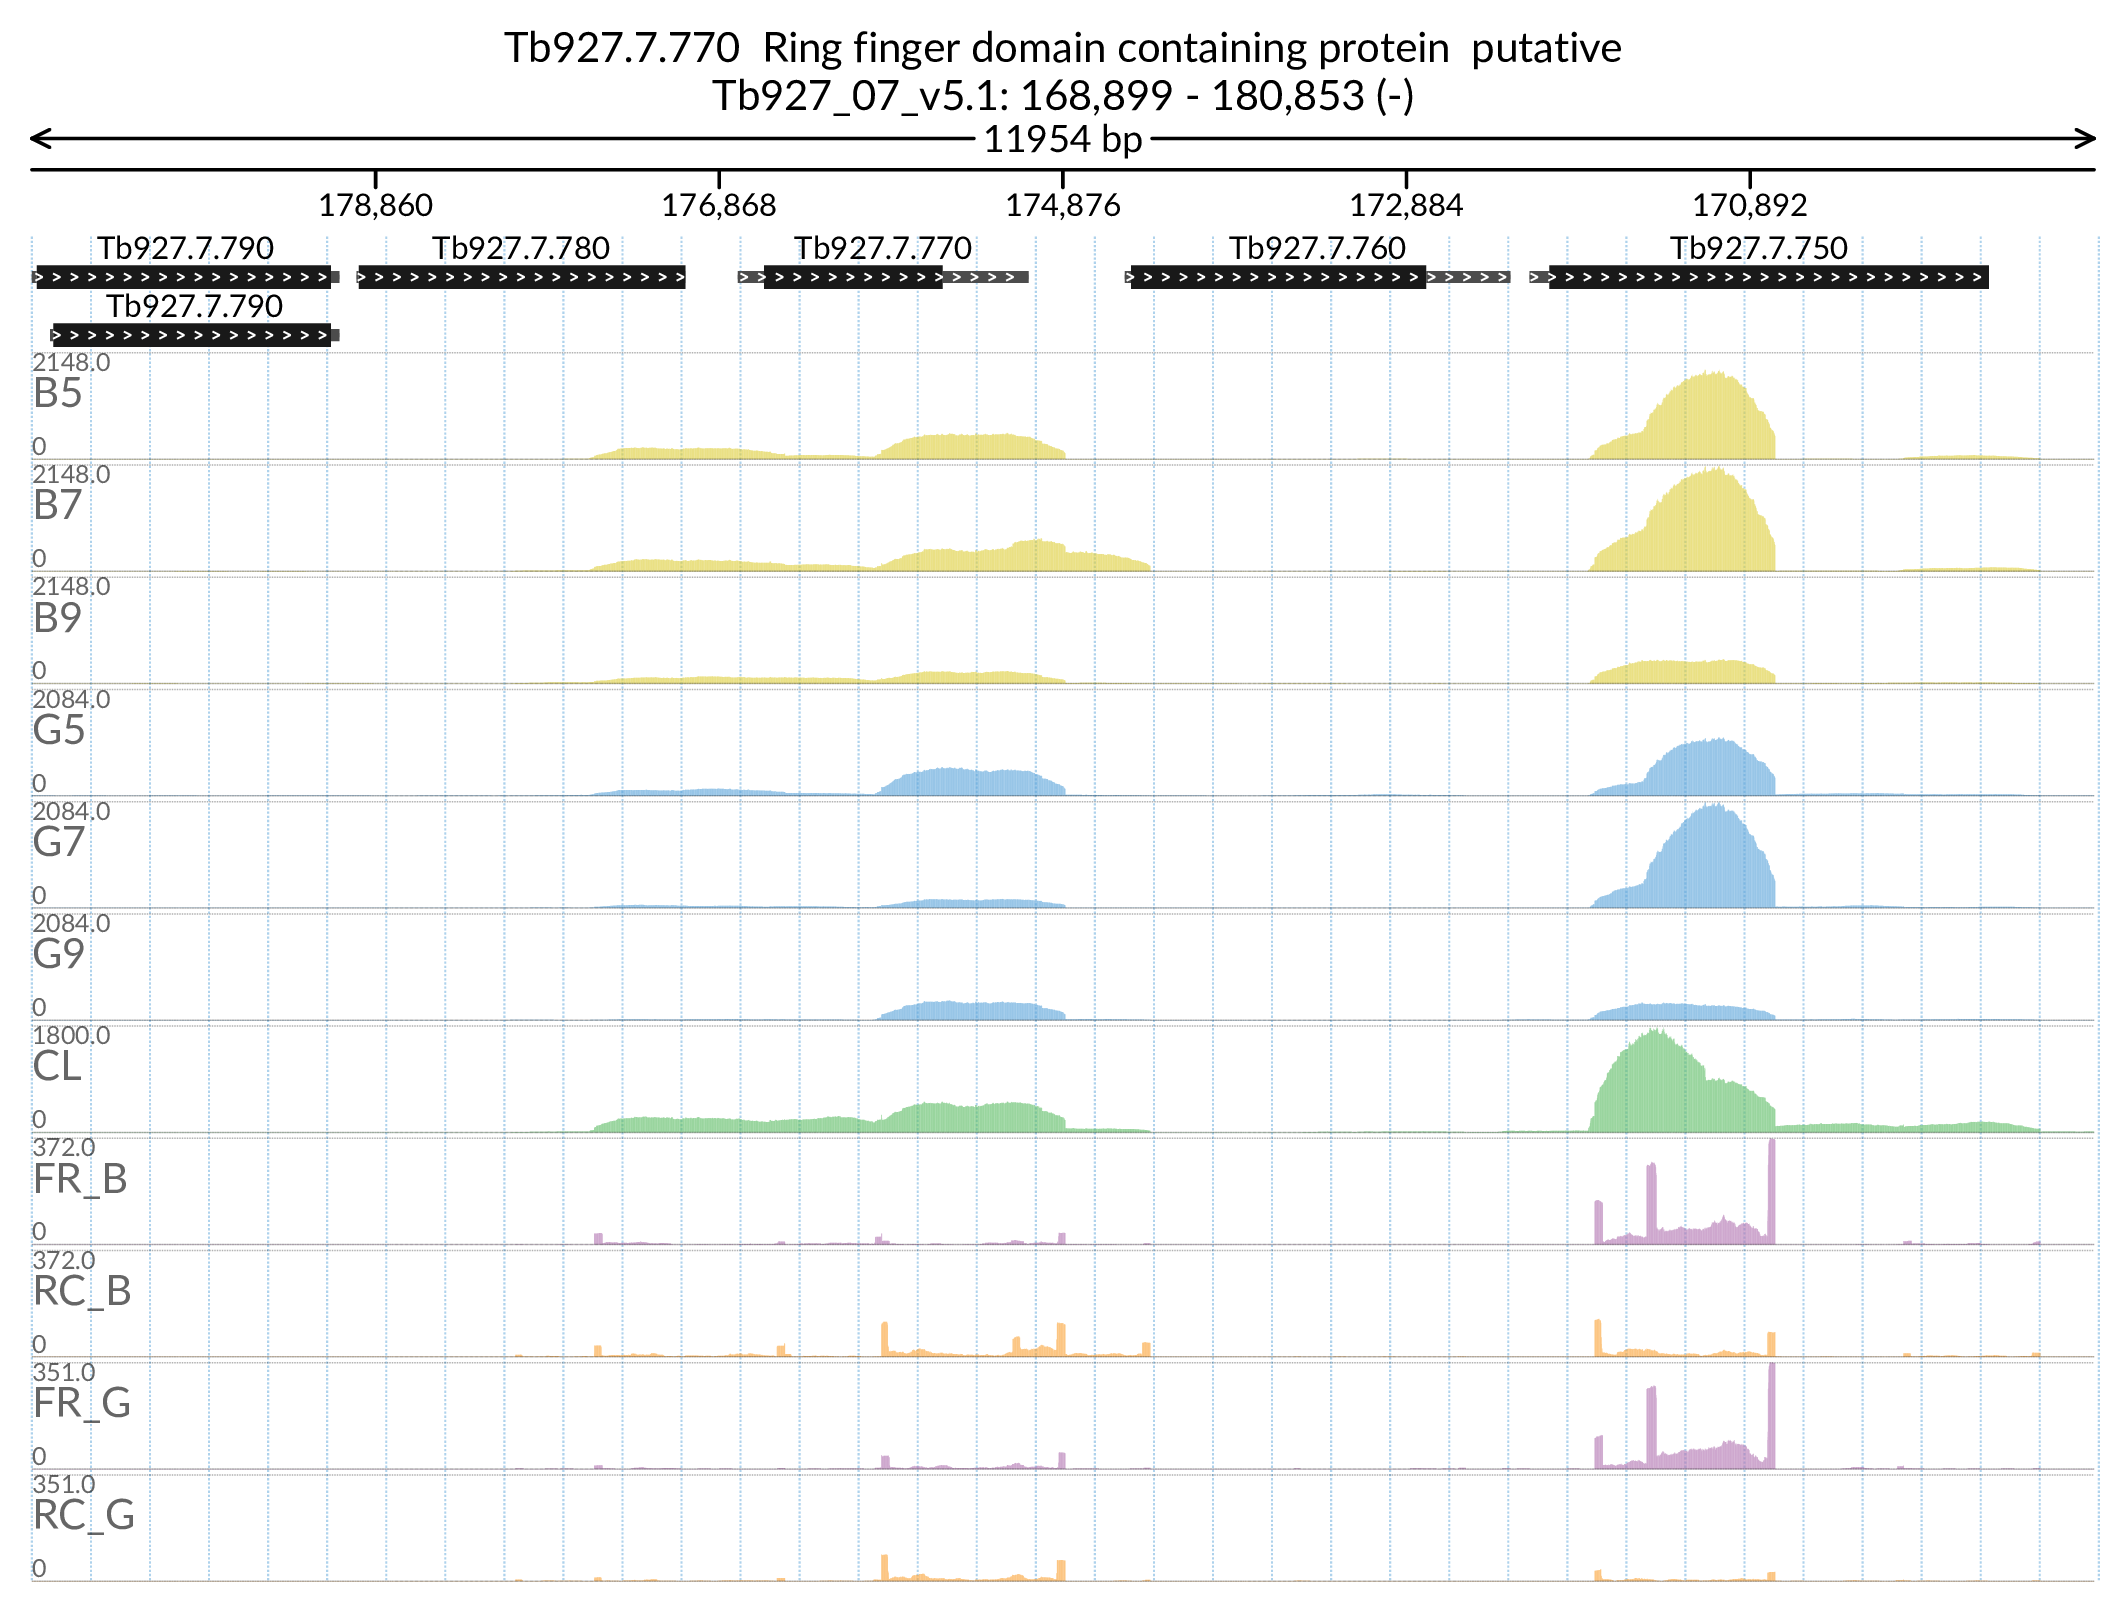 Tb927.7.770  Ring finger domain containing protein  putative
Tb927_07_v5.1: 168,899 - 180,853 (-)
11954 bp
178,860 176,868 174,876 172,884 170,892
Tb927.7.790 Tb927.7.780 Tb927.7.770 Tb927.7.760 Tb927.7.750
Tb927.7.790
2148.0
B5
0
2148.0
B7
0
2148.0
B9
0
2084.0
G5
0
2084.0
G7
0
2084.0
G9
0
1800.0
CL
0
372.0
FR_B
0
372.0
RC_B
0
351.0
FR_G
0
351.0
RC_G
0